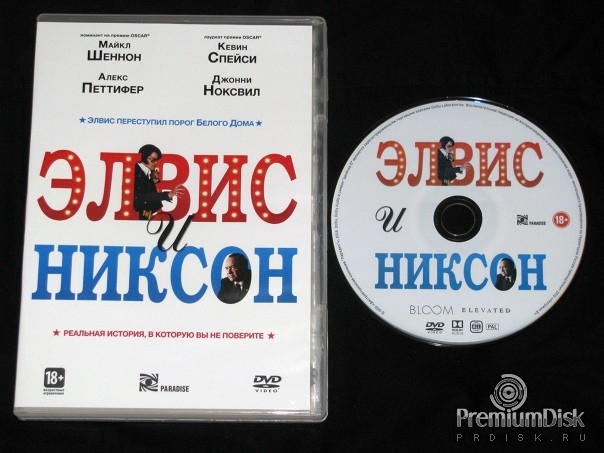 номинант на премию OSCAR®
лауреат премии OSCAR®
Майкл
Шеннон
Кевин
Спейси
Алекс
Петтифер
Джонни
Ноксвил
★ Элвис переступил порог Белого Дома ★
ЭЛВИС
и
НИКСОН
★ РЕАЛЬНАЯ ИСТОРИЯ, В КОТОРУЮ ВЫ НЕ ПОВЕРИТЕ ★
18+
PARADISE
DVD
VIDEO
ЭЛВИС
и
PARADISE
18+
НИКСОН
BLOOM ELEVATED
DVD
VIDEO
DOLBY
PAL
PremiumDisk
PRDISK.RU